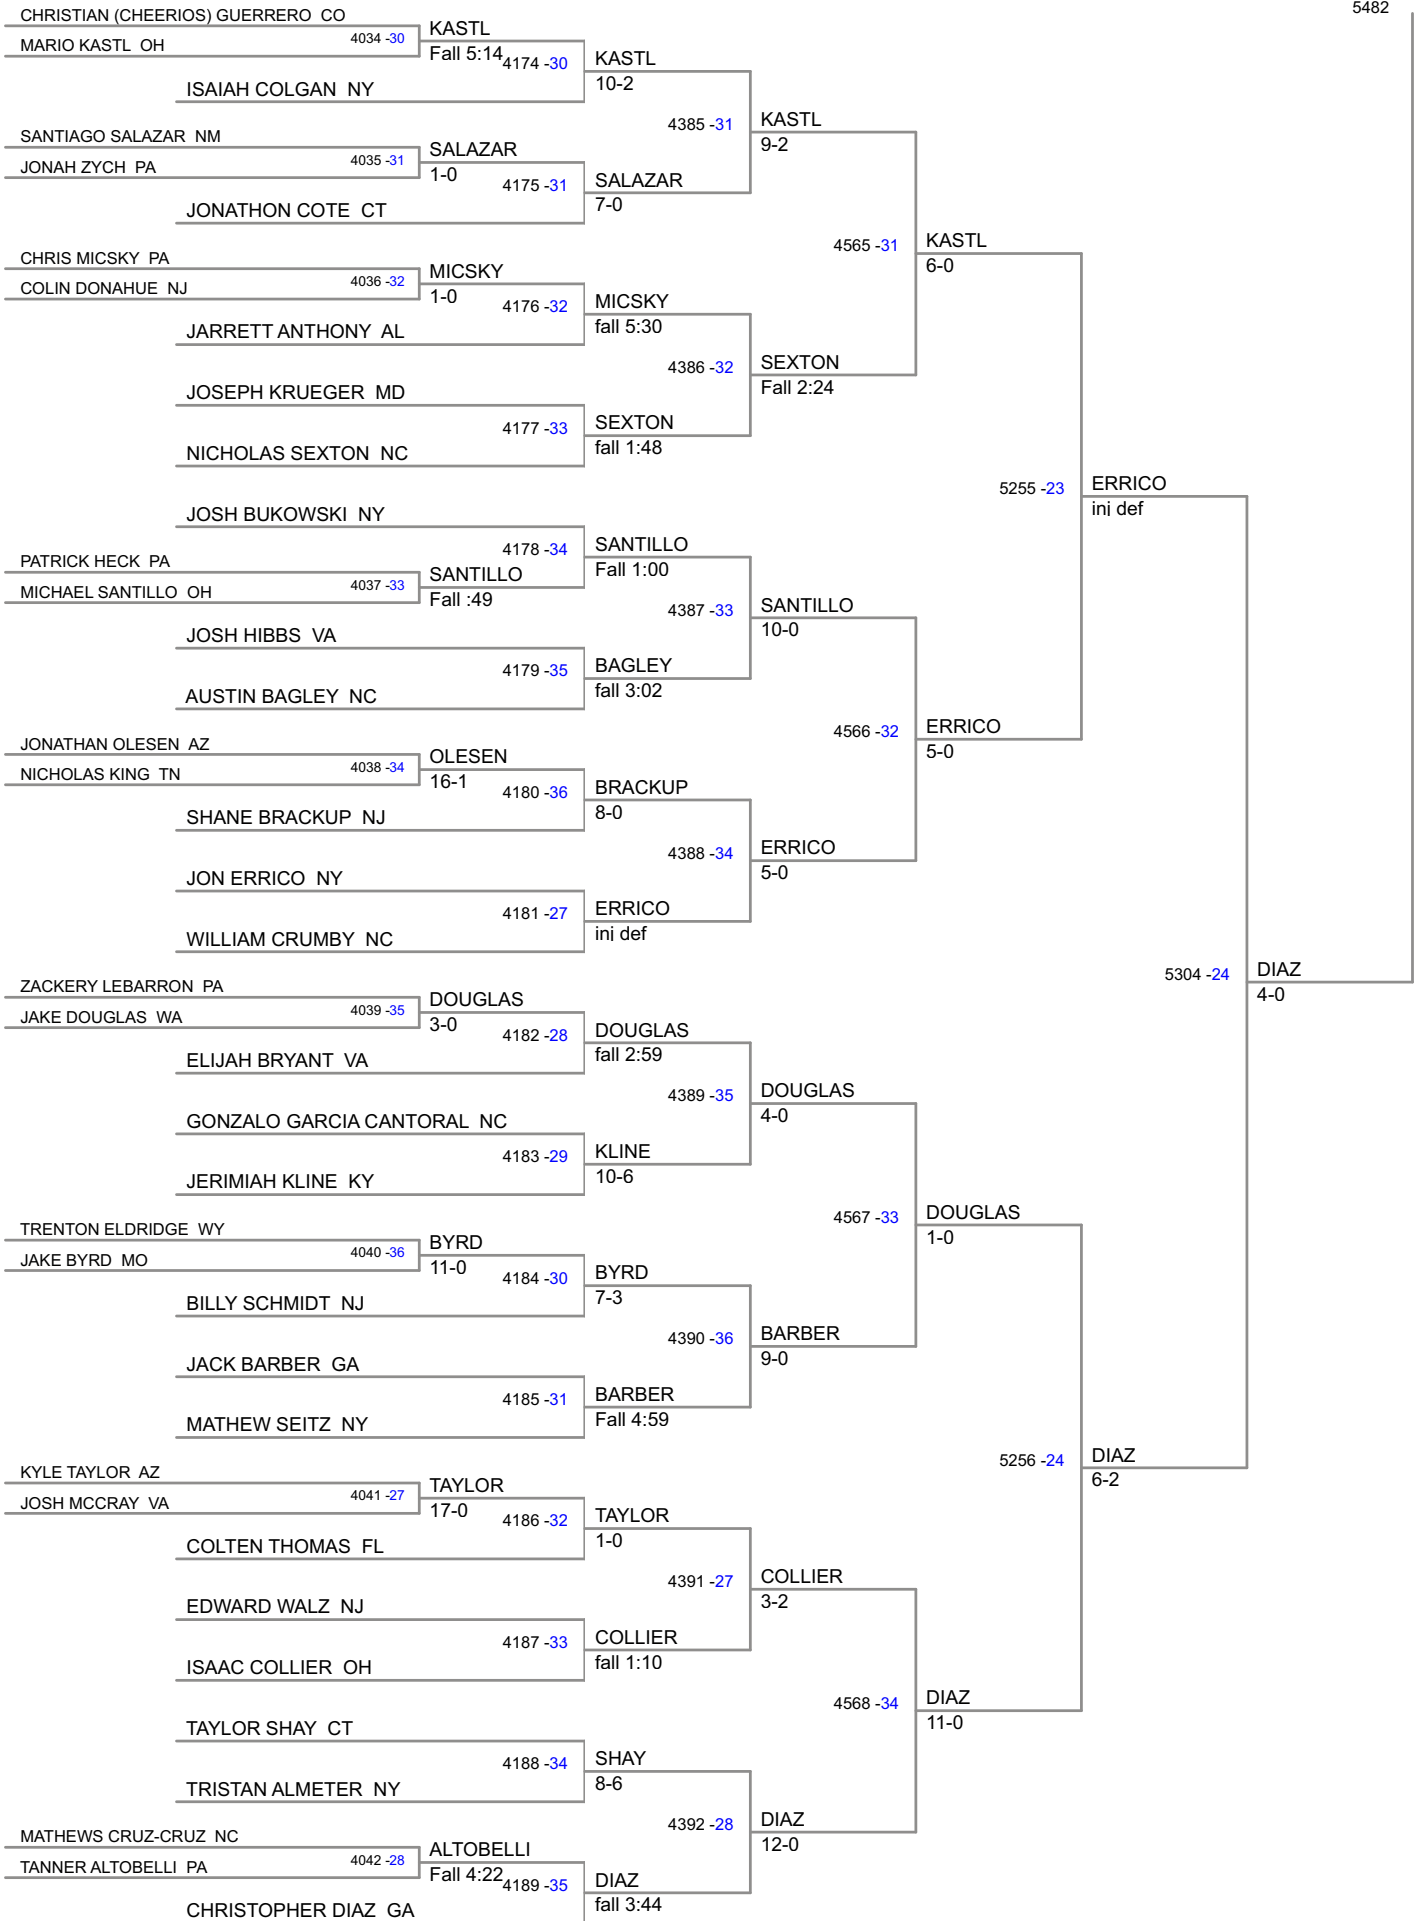 5482
CHRISTIAN (CHEERIOS) GUERRERO CO
4034 -30
KASTL
MARIO KASTL OH
Fall 5:14
4174 -30
KASTL
10-2
ISAIAH COLGAN NY
4385 -31
KASTL
9-2
SANTIAGO SALAZAR NM
4035 -31
SALAZAR
JONAH ZYCH PA
1-0
4175 -31
SALAZAR
7-0
JONATHON COTE CT
4565 -31
KASTL
6-0
CHRIS MICSKY PA
4036 -32
MICSKY
COLIN DONAHUE NJ
1-0
4176 -32
MICSKY
fall 5:30
JARRETT ANTHONY AL
4386 -32
SEXTON
Fall 2:24
JOSEPH KRUEGER MD
4177 -33
SEXTON
fall 1:48
NICHOLAS SEXTON NC
5255 -23
ERRICO
inj def
JOSH BUKOWSKI NY
4178 -34
SANTILLO
Fall 1:00
PATRICK HECK PA
4037 -33
SANTILLO
MICHAEL SANTILLO OH
Fall :49
4387 -33
SANTILLO
10-0
JOSH HIBBS VA
4179 -35
BAGLEY
fall 3:02
AUSTIN BAGLEY NC
4566 -32
ERRICO
5-0
JONATHAN OLESEN AZ
4038 -34
OLESEN
NICHOLAS KING TN
16-1
4180 -36
BRACKUP
8-0
SHANE BRACKUP NJ
4388 -34
ERRICO
5-0
JON ERRICO NY
4181 -27
ERRICO
inj def
WILLIAM CRUMBY NC
5304 -24
DIAZ
4-0
ZACKERY LEBARRON PA
4039 -35
DOUGLAS
JAKE DOUGLAS WA
3-0
4182 -28
DOUGLAS
fall 2:59
ELIJAH BRYANT VA
4389 -35
DOUGLAS
4-0
GONZALO GARCIA CANTORAL NC
4183 -29
KLINE
10-6
JERIMIAH KLINE KY
4567 -33
DOUGLAS
1-0
TRENTON ELDRIDGE WY
4040 -36
BYRD
JAKE BYRD MO
11-0
4184 -30
BYRD
7-3
BILLY SCHMIDT NJ
4390 -36
BARBER
9-0
JACK BARBER GA
4185 -31
BARBER
Fall 4:59
MATHEW SEITZ NY
5256 -24
DIAZ
6-2
KYLE TAYLOR AZ
4041 -27
TAYLOR
JOSH MCCRAY VA
17-0
4186 -32
TAYLOR
1-0
COLTEN THOMAS FL
4391 -27
COLLIER
3-2
EDWARD WALZ NJ
4187 -33
COLLIER
fall 1:10
ISAAC COLLIER OH
4568 -34
DIAZ
11-0
TAYLOR SHAY CT
4188 -34
SHAY
8-6
TRISTAN ALMETER NY
4392 -28
DIAZ
12-0
MATHEWS CRUZ-CRUZ NC
4042 -28
ALTOBELLI
TANNER ALTOBELLI PA
Fall 4:22
4189 -35
DIAZ
fall 3:44
CHRISTOPHER DIAZ GA